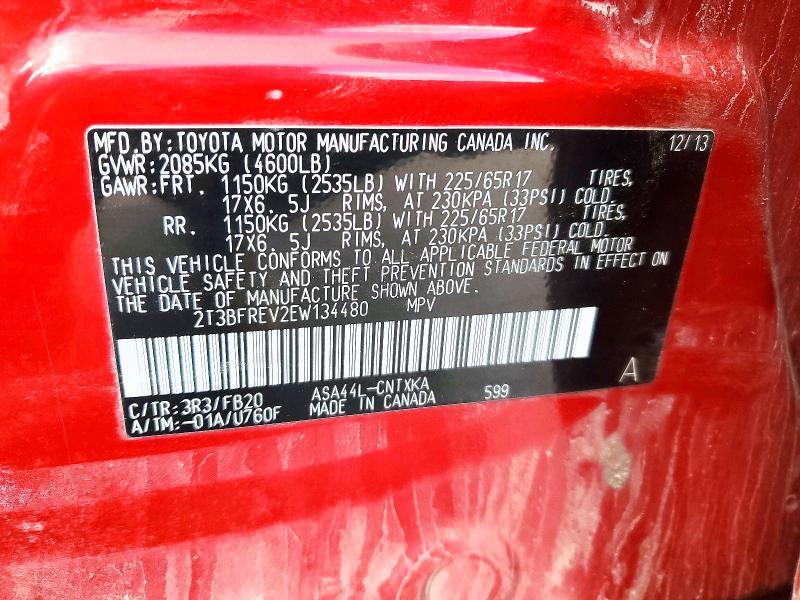 MFD. BY: TOYOTA MOTOR MANUFACTURING CANADA INC. 12/13
GVWR: 2085KG (4600LB)
GAWR: FRT. 1150KG (2535LB) WITH 225/65R17 TIRES,
17X6. 5J RIMS, AT 230KPA (33PSI) COLD.
RR. 1150KG (2535LB) WITH 225/65R17 TIRES,
17X6. 5J RIMS, AT 230KPA (33PSI) COLD.
THIS VEHICLE CONFORMS TO ALL APPLICABLE FEDERAL MOTOR
VEHICLE SAFETY AND THEFT PREVENTION STANDARDS IN EFFECT ON
THE DATE OF MANUFACTURE SHOWN ABOVE.
2T3BFREV2EW134480 MPV
C/TR: 3R3/FB20 ASA44L-CNTXKA 599 A
A/TM: -01A/U760F MADE IN CANADA